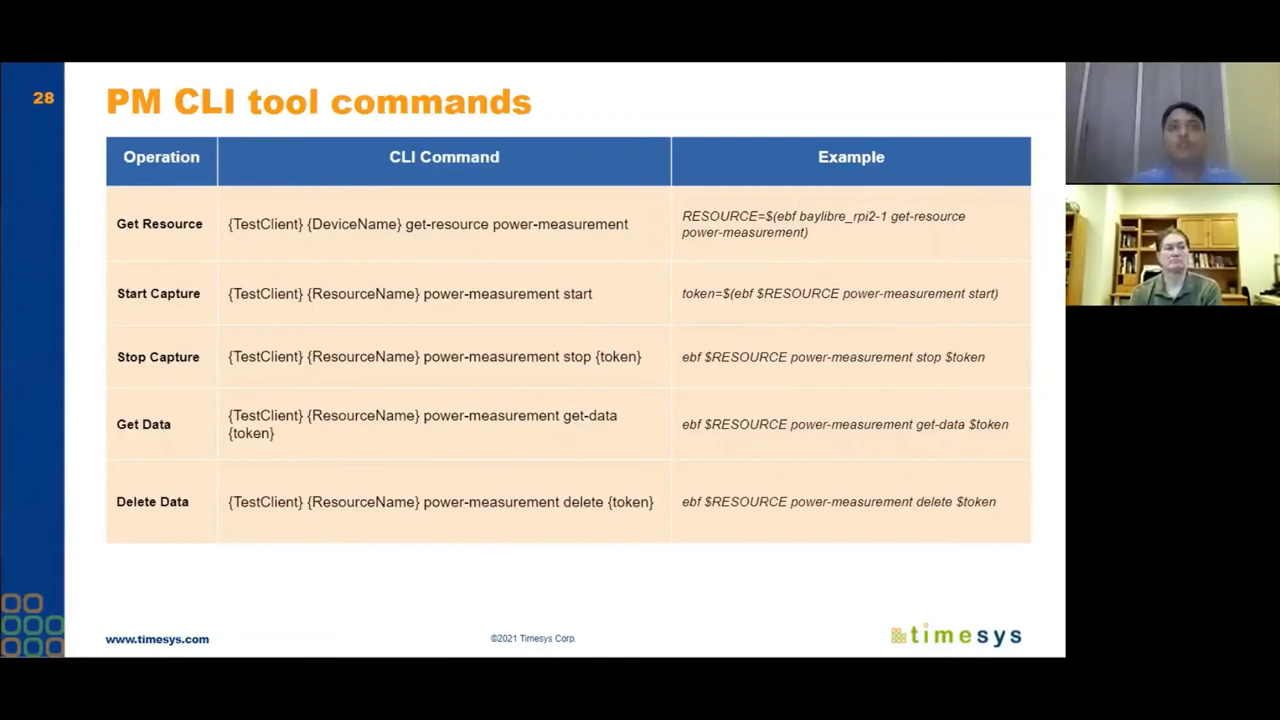 28
PM CLI tool commands
Operation
CLI Command
Example
Get Resource
{TestClient} {DeviceName} get-resource power-measurement
RESOURCE=$(ebf baylibre_rpi2-1 get-resource
power-measurement)
Start Capture
{TestClient} {ResourceName} power-measurement start
token=$(ebf $RESOURCE power-measurement start)
Stop Capture
{TestClient} {ResourceName} power-measurement stop {token}
ebf $RESOURCE power-measurement stop $token
Get Data
{TestClient} {ResourceName} power-measurement get-data
{token}
ebf $RESOURCE power-measurement get-data $token
Delete Data
{TestClient} {ResourceName} power-measurement delete {token}
ebf $RESOURCE power-measurement delete $token
www.timesys.com
©2021 Timesys Corp.
timesys